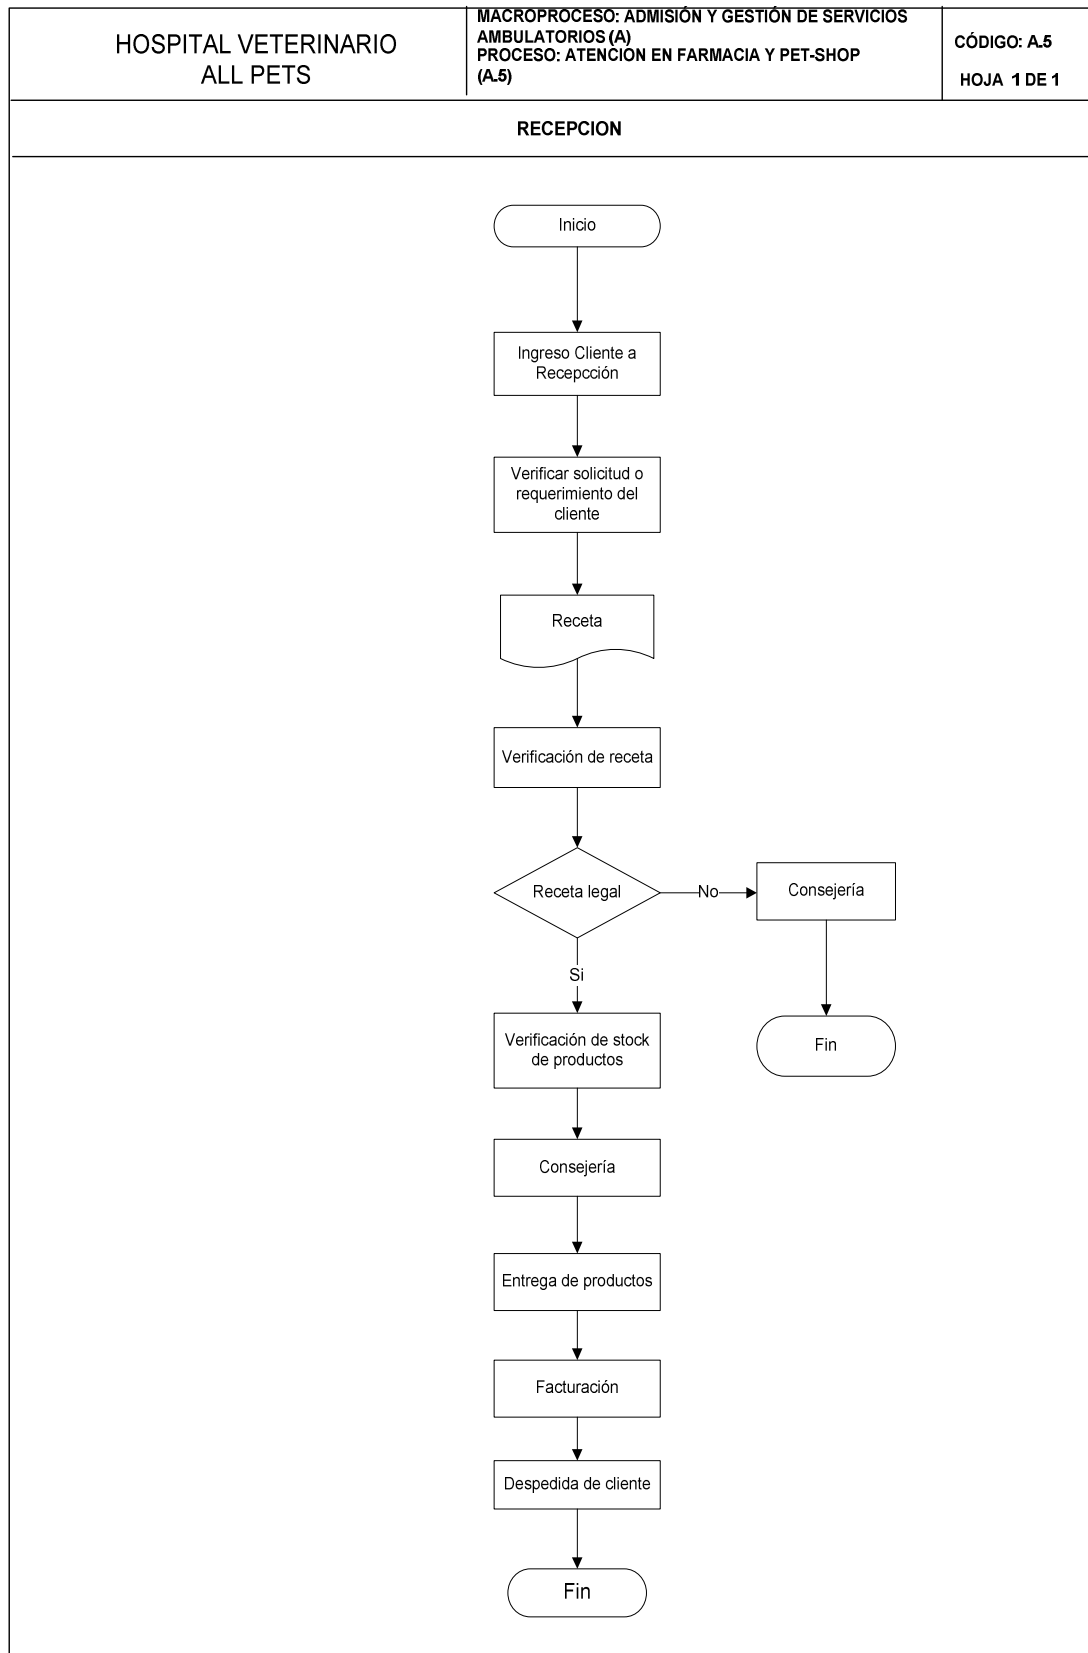 HOSPITAL VETERINARIO
ALL PETS
MACROPROCESO: ADMISIÓN Y GESTIÓN DE SERVICIOS
AMBULATORIOS (A)
PROCESO: ATENCIÓN EN FARMACIA Y PET-SHOP
(A.5)
CÓDIGO: A.5
HOJA 1 DE 1
RECEPCION
Inicio
Ingreso Cliente a
Recepcción
Verificar solicitud o
requerimiento del
cliente
Receta
Verificación de receta
Receta legal
No
Consejería
Si
Verificación de stock
de productos
Fin
Consejería
Entrega de productos
Facturación
Despedida de cliente
Fin